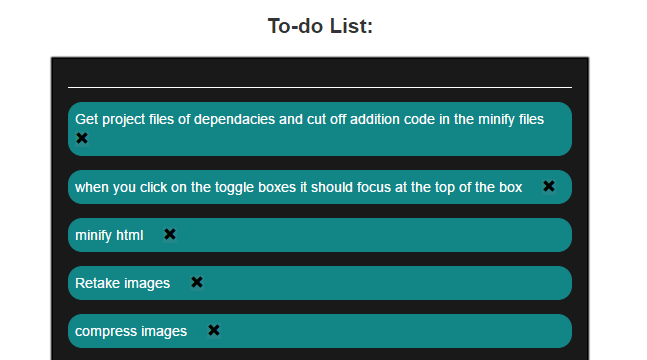 To-do List:
Get project files of dependacies and cut off addition code in the minify files
✖
when you click on the toggle boxes it should focus at the top of the box ✖
minify html ✖
Retake images ✖
compress images ✖